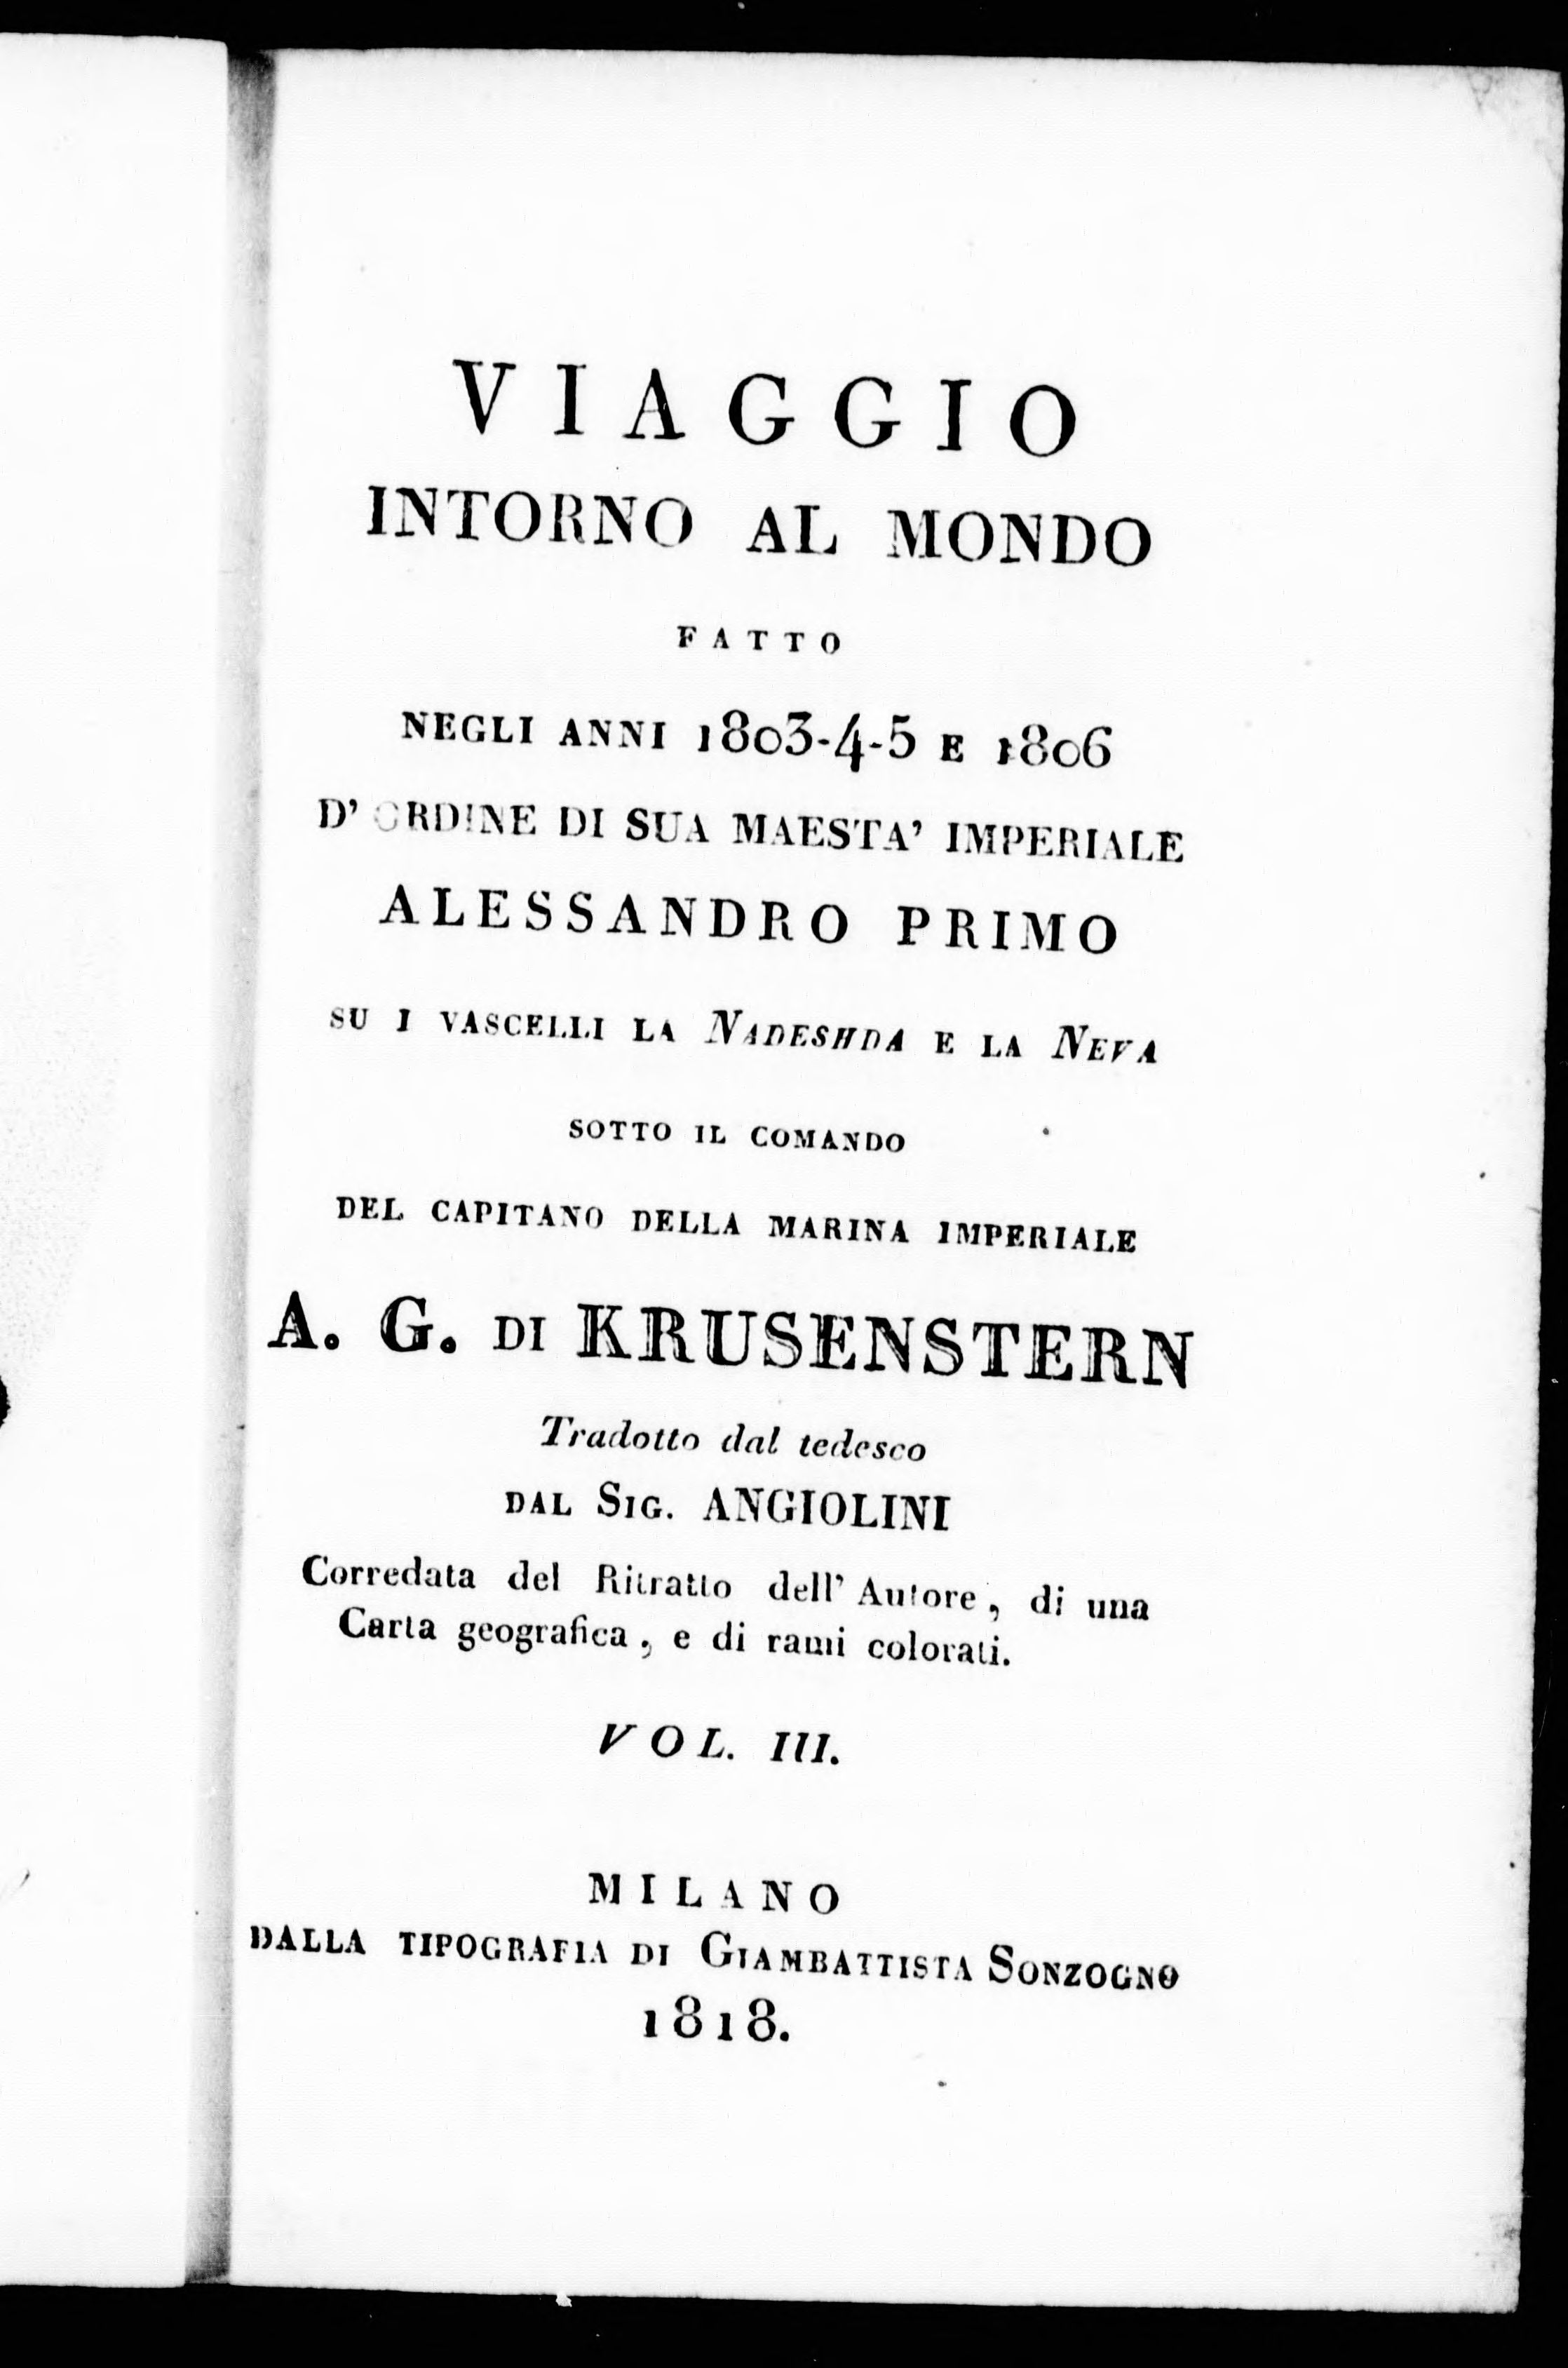 VIAGGIO
INTORNO AL MONDO
FATTO
NEGLI ANNI 1803-4-5 E 1806
D' ORDINE DI SUA MAESTA' IMPERIALE
ALESSANDRO PRIMO
SU I VASCELLI LA NADESHDA E LA NEVA
SOTTO IL COMANDO
DEL CAPITANO DELLA MARINA IMPERIALE
A. G. DI KRUSENSTERN
Tradotto dal tedesco
DAL SIG. ANGIOLINI
Corredata del Ritratto dell' Autore, di una
Carta geografica, e di rami colorati.
VOL. III.
MILANO
DALLA TIPOGRAFIA DI GIAMBATTISTA SONZOGNO
1818.